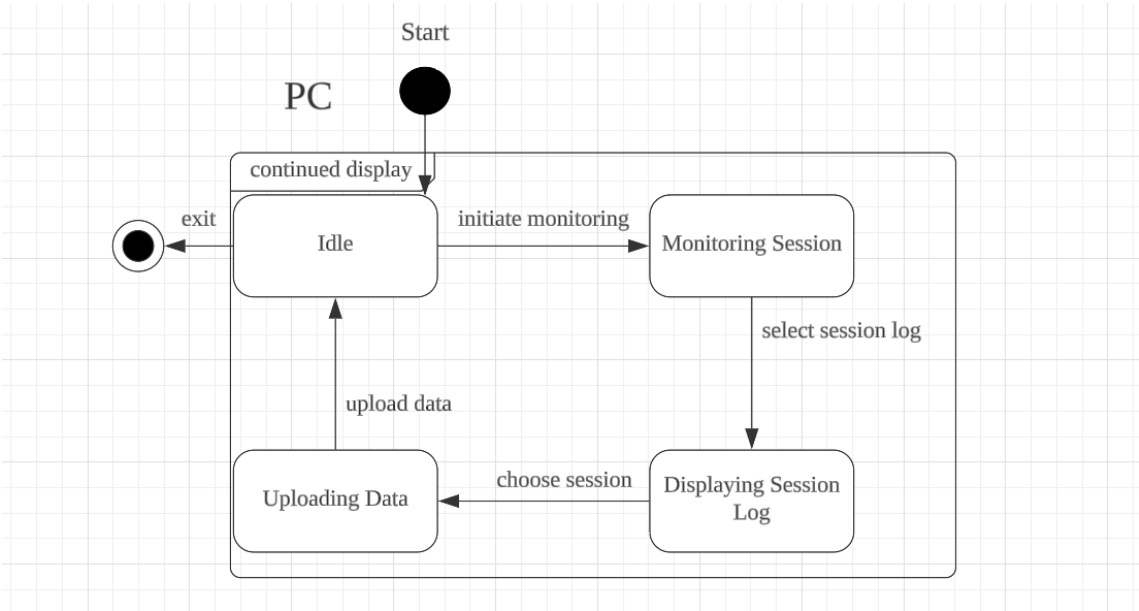 Start
PC
continued display
exit
Idle
initiate monitoring
Monitoring Session
select session log
upload data
choose session
Uploading Data
Displaying Session
Log